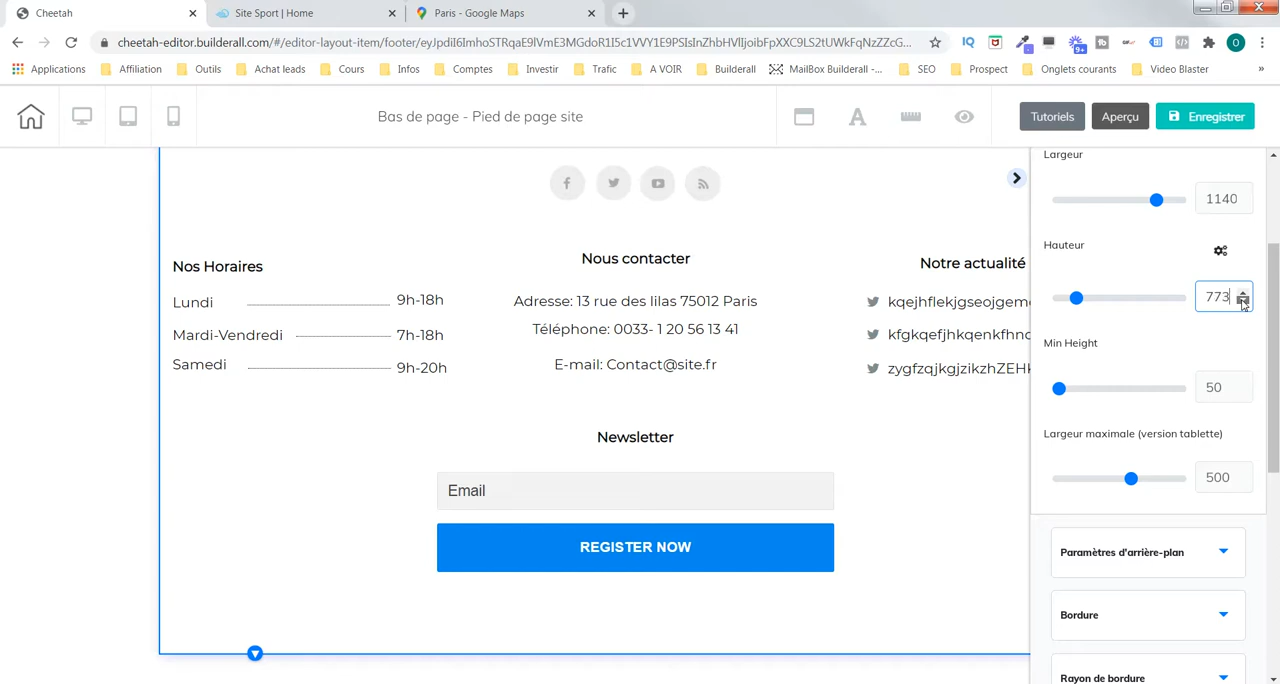 Cheetah
Site Sport | Home
Paris - Google Maps
cheetah-editor.builderall.com/#/editor-layout-item/footer/
Applications
Affiliation
Outils
Achat leads
Cours
Infos
Comptes
Investir
Trafic
A VOIR
Builderall
MailBox Builderall -...
SEO
Prospect
Onglets courants
Video Blaster
»
IQ
9+
O
Bas de page - Pied de page site
Tutoriels
Aperçu
Enregistrer
Nos Horaires
Lundi 9h-18h
Mardi-Vendredi 7h-18h
Samedi 9h-20h
Nous contacter
Adresse: 13 rue des lilas 75012 Paris
Téléphone: 0033- 1 20 56 13 41
E-mail: Contact@site.fr
Notre actualité
kqejhflekjgseojgem
kfgkqefjhkqenkfhn
zygfzqjkgjzikzhZEH
Newsletter
Email
REGISTER NOW
Largeur
1140
Hauteur
773
Min Height
50
Largeur maximale (version tablette)
500
Paramètres d'arrière-plan
Bordure
Rayon de bordure